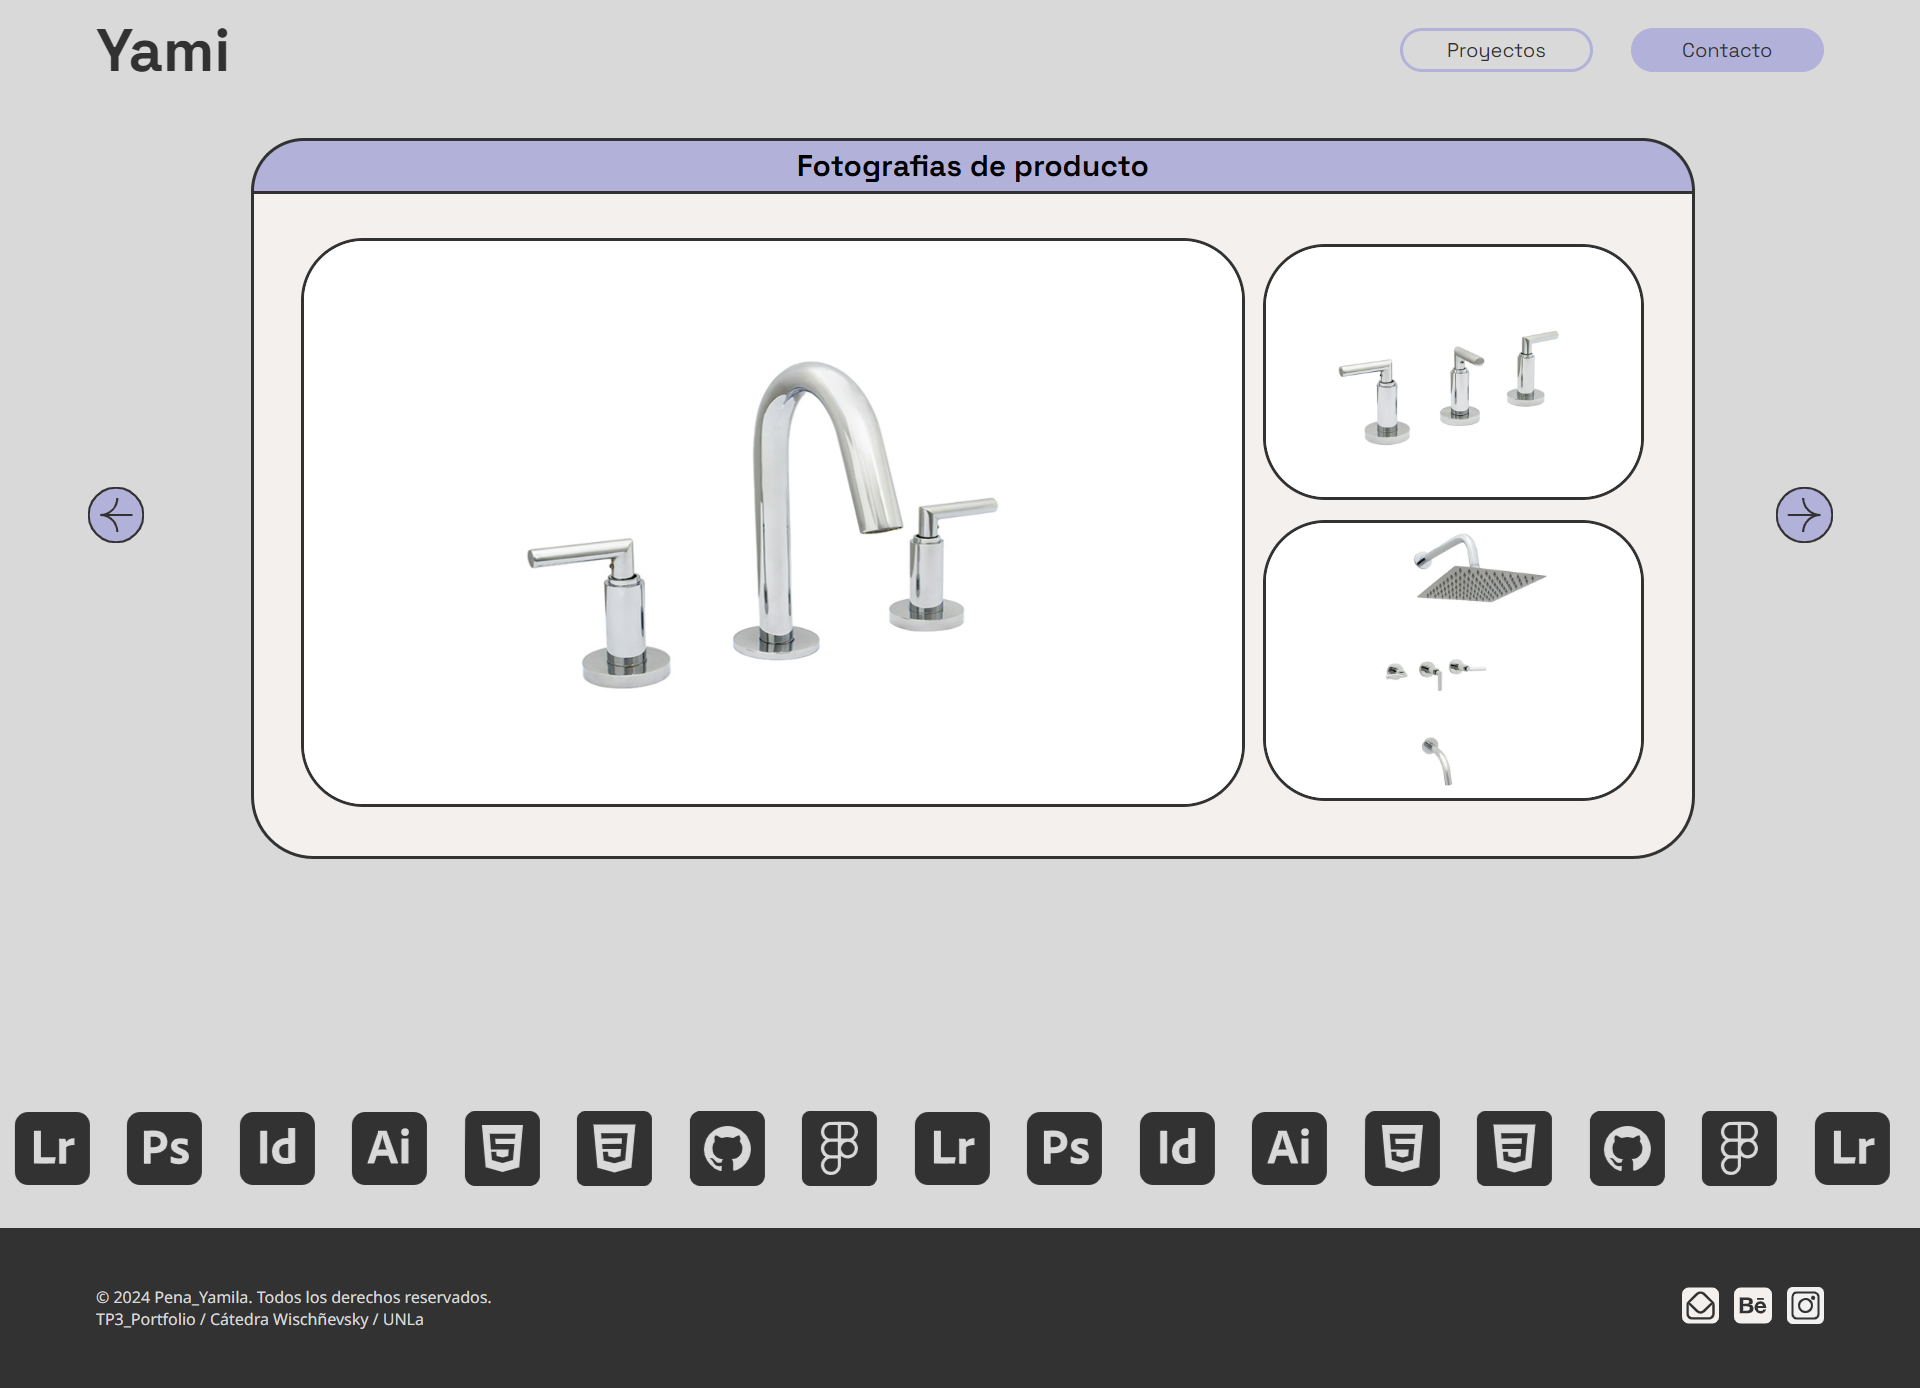 Yami
Proyectos
Contacto
Fotografias de producto
Lr Ps Id Ai Lr Ps Id Ai Lr
© 2024 Pena_Yamila. Todos los derechos reservados.
TP3_Portfolio / Cátedra Wischñevsky / UNLa
Bē